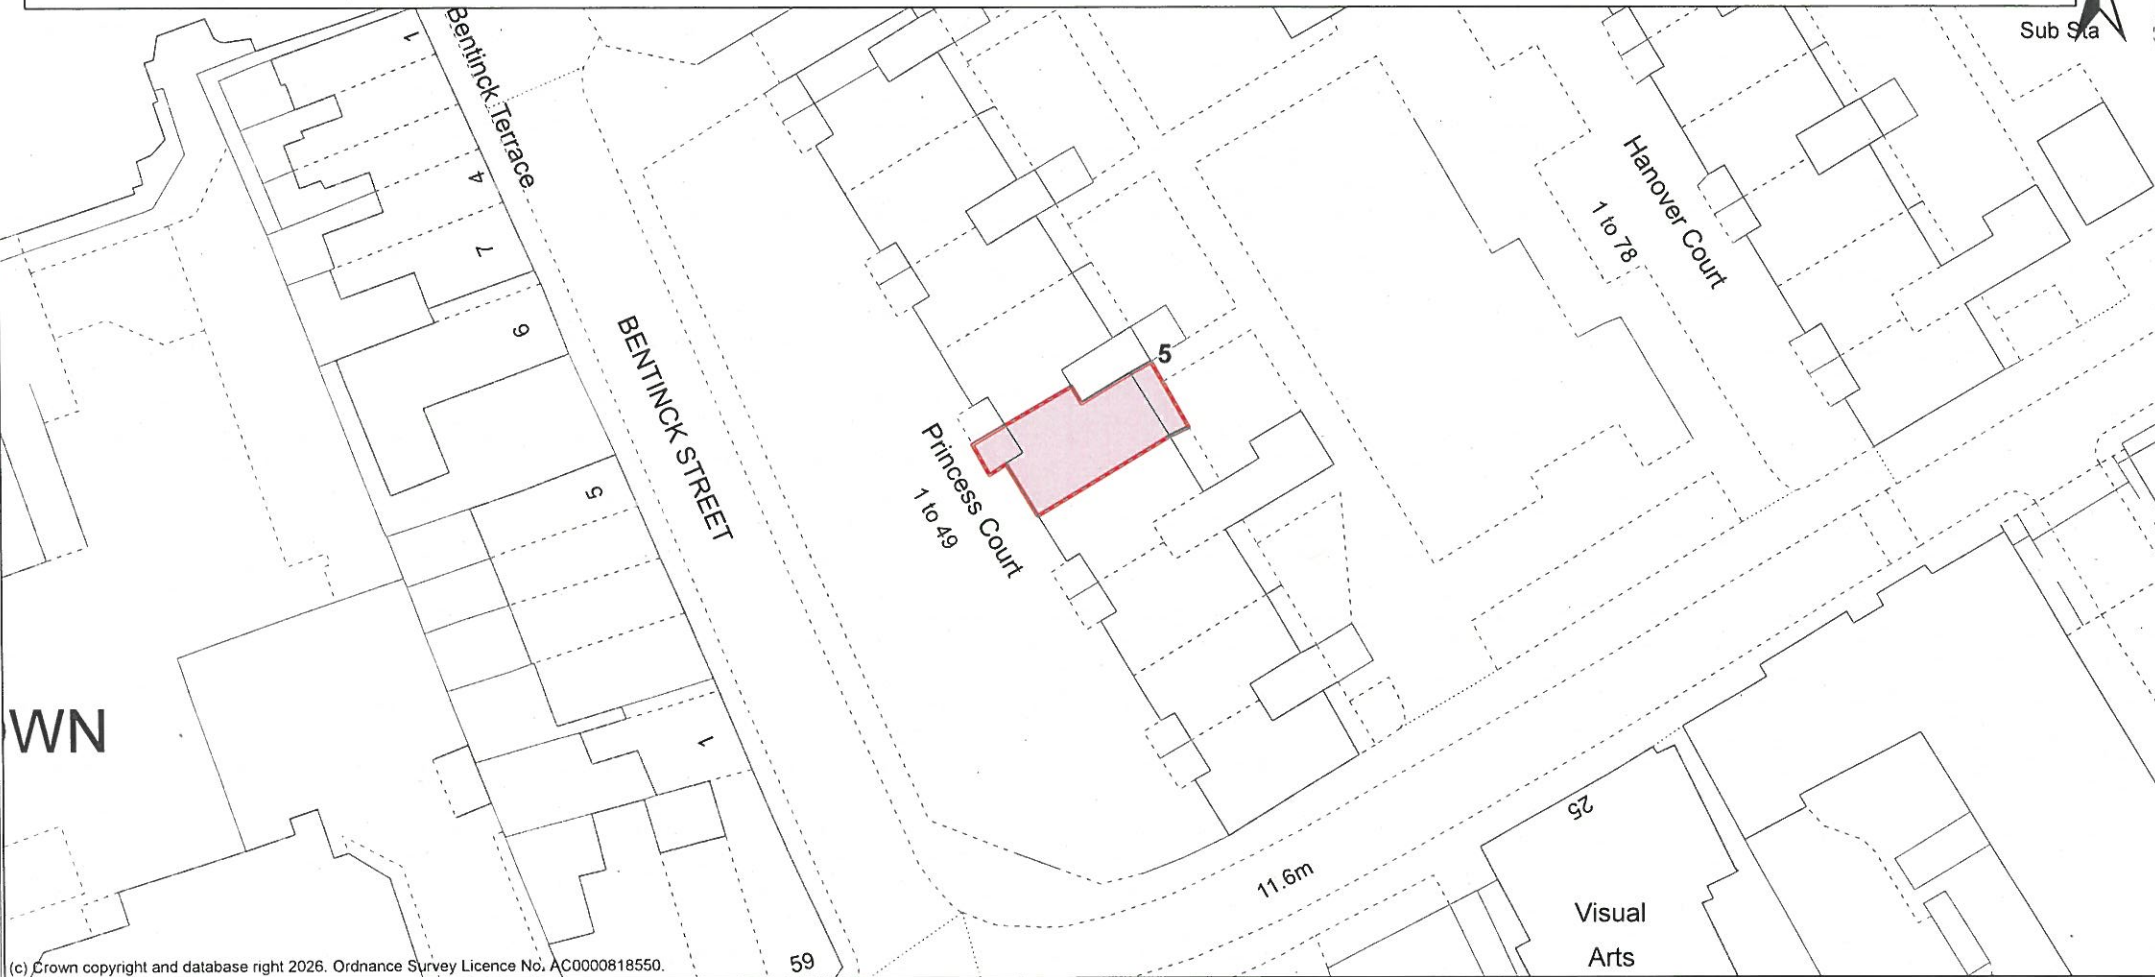 Sub Sta
Bentinck Terrace
1
4
7
9
5
1
BENTINCK STREET
5
Princess Court
1 to 49
Hanover Court
1 to 78
WN
11.6m
25
Visual
Arts
59
(c) Crown copyright and database right 2026. Ordnance Survey Licence No. AC0000818550.